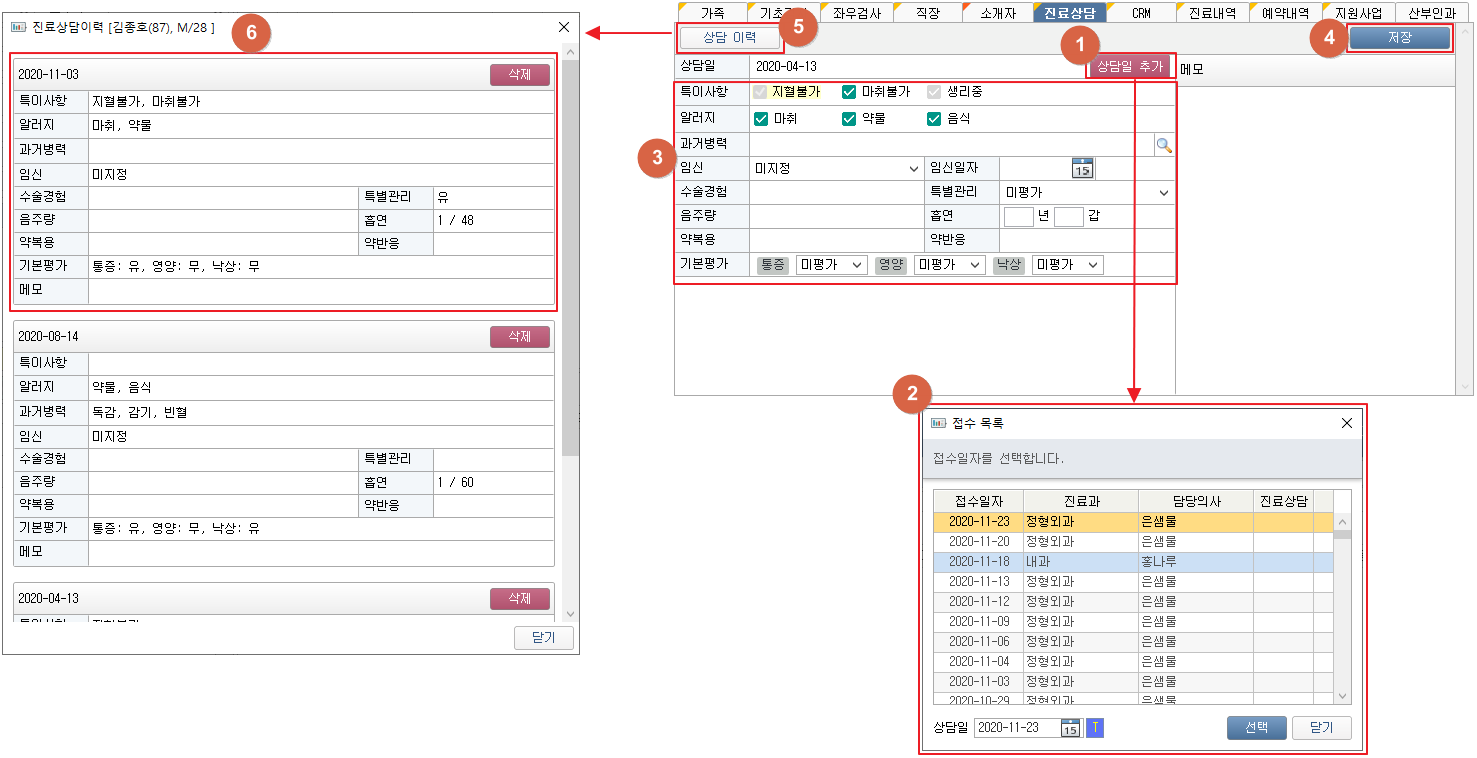 진료상담이력 [김종호(87), M/28 ]
6
2020-11-03 삭제
특이사항 지혈불가, 마취불가
알러지 마취, 약물
과거병력
임신 미지정
수술경험 특별관리 유
음주량 흡연 1 / 48
약복용 약반응
기본평가 통증: 유, 영양: 무, 낙상: 무
메모
2020-08-14 삭제
특이사항
알러지 약물, 음식
과거병력 독감, 감기, 빈혈
임신 미지정
수술경험 특별관리
음주량 흡연 1 / 60
약복용 약반응
기본평가 통증: 유, 영양: 무, 낙상: 유
메모
2020-04-13 삭제
닫기
가족 좌우검사 직장 소개자 진료상담 CRM 진료내역 예약내역 지원사업 산부인과
상담 이력 5 4 저장
상담일 2020-04-13 1 상담일 추가 메모
특이사항 지혈불가 마취불가 생리중
알러지 마취 약물 음식
3
과거병력
임신 미지정 임신일자 15
수술경험 특별관리 미평가
음주량 흡연 년 갑
약복용 약반응
기본평가 통증 미평가 영양 미평가 낙상 미평가
2
접수 목록
접수일자를 선택합니다.
접수일자 진료과 담당의사 진료상담
2020-11-23 정형외과 은샘물
2020-11-20 정형외과 은샘물
2020-11-18 내과 홍나루
2020-11-13 정형외과 은샘물
2020-11-12 정형외과 은샘물
2020-11-09 정형외과 은샘물
2020-11-06 정형외과 은샘물
2020-11-04 정형외과 은샘물
2020-11-03 정형외과 은샘물
2020-10-29 정형외과 은샘물
상담일 2020-11-23 15 T 선택 닫기